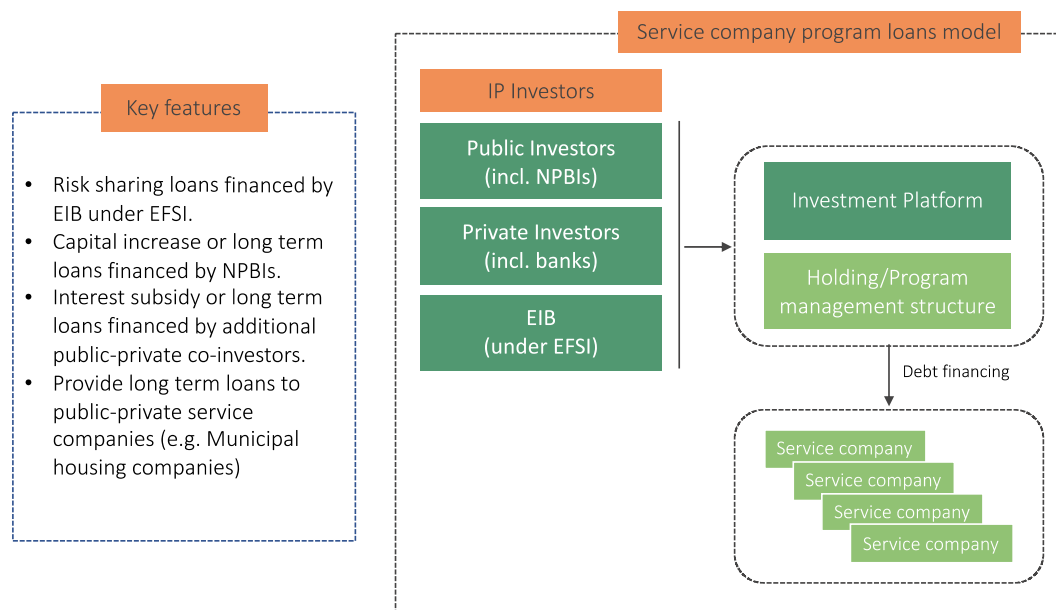 Service company program loans model
Key features
• Risk sharing loans financed by
EIB under EFSI.
• Capital increase or long term
loans financed by NPBIs.
• Interest subsidy or long term
loans financed by additional
public-private co-investors.
• Provide long term loans to
public-private service
companies (e.g. Municipal
housing companies)
IP Investors
Public Investors
(incl. NPBIs)
Private Investors
(incl. banks)
EIB
(under EFSI)
Investment Platform
Holding/Program
management structure
Debt financing
Service company
Service company
Service company
Service company